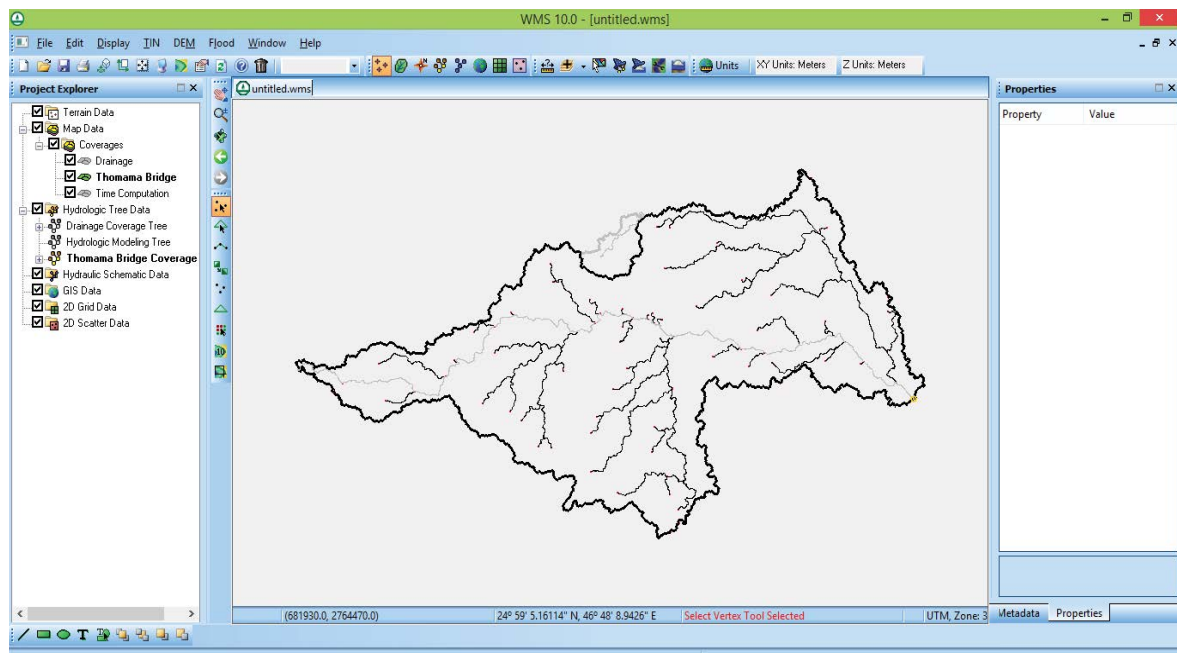 WMS 10.0 - [untitled.wms]
File Edit Display TIN DEM Flood Window Help
Units XY Units: Meters Z Units: Meters
Project Explorer
untitled.wms
Properties
Terrain Data
Property Value
Map Data
Coverages
Drainage
Thomama Bridge
Time Computation
Hydrologic Tree Data
Drainage Coverage Tree
Hydrologic Modeling Tree
Thomama Bridge Coverage
Hydraulic Schematic Data
GIS Data
2D Grid Data
2D Scatter Data
(681930.0, 2764470.0) 24° 59' 5.16114" N, 46° 48' 8.9426" E Select Vertex Tool Selected UTM, Zone: 3
Metadata Properties
T